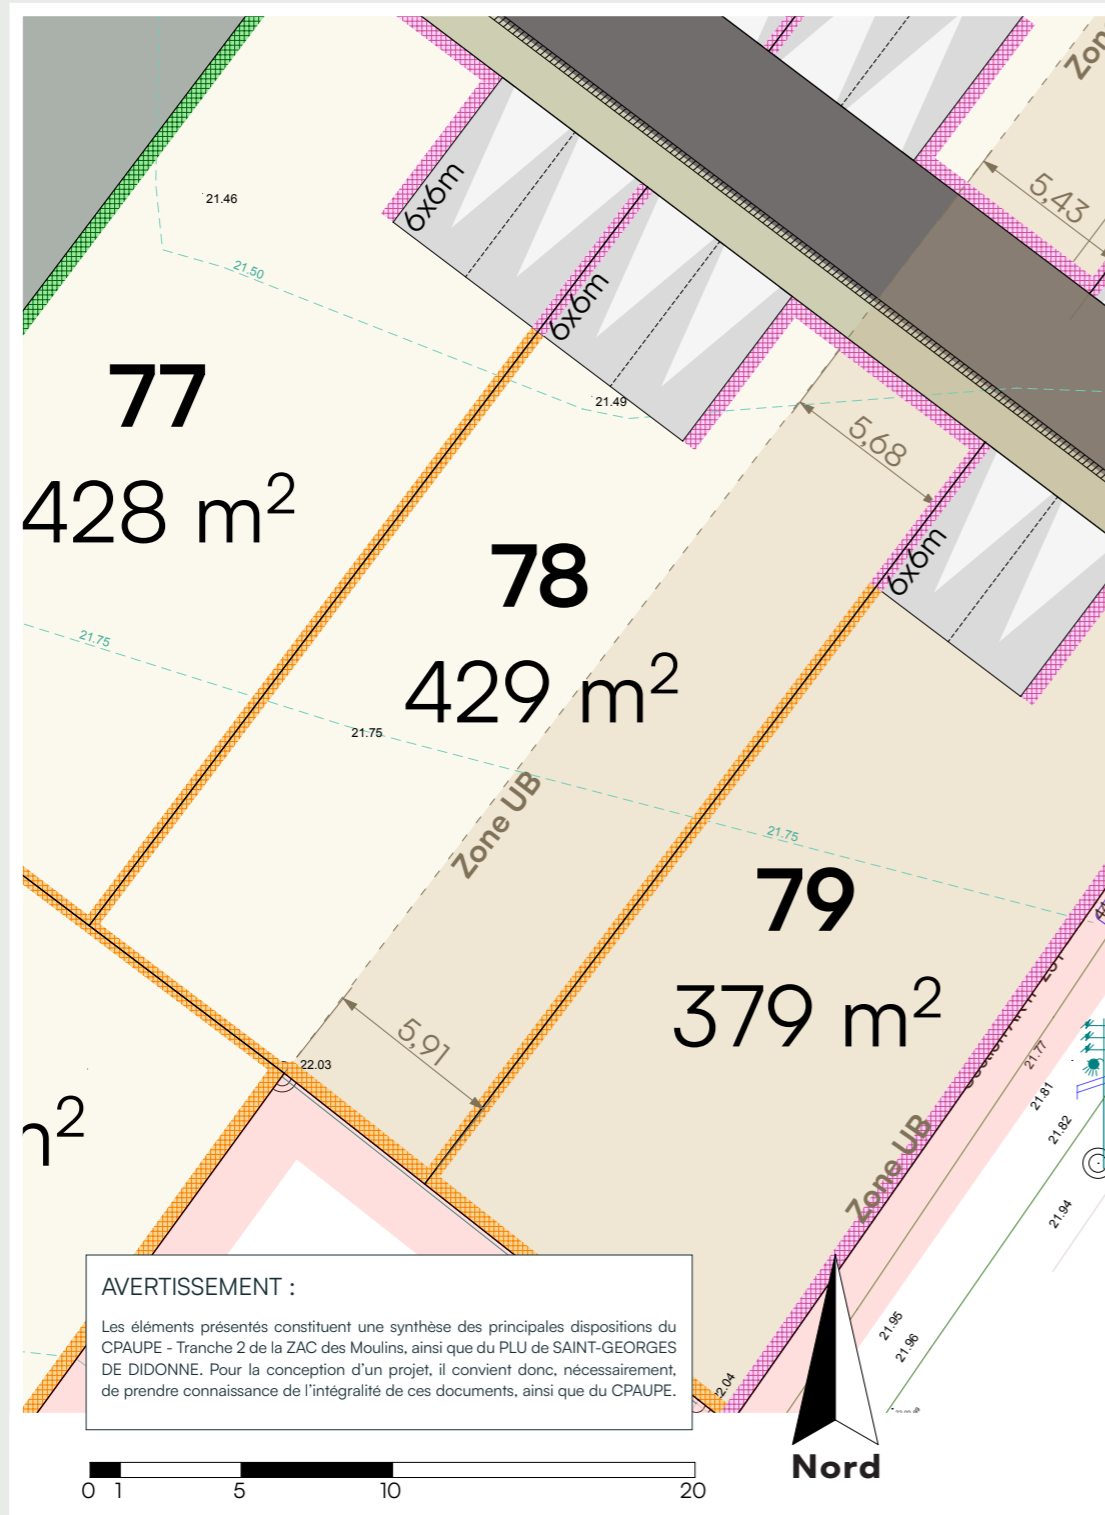 Zon
5,43
6x6m
21.46
21.50
6x6m
77
428 m²
21.49
5,68
6x6m
78
429 m²
21.75
21.75
Zone UB
21.75
79
379 m²
5,91
22.03
m²
21.77
21.81
21.82
21.94
Zone UB
21.95
21.96
22.04
AVERTISSEMENT :
Les éléments présentés constituent une synthèse des principales dispositions du
CPAUPE - Tranche 2 de la ZAC des Moulins, ainsi que du PLU de SAINT-GEORGES
DE DIDONNE. Pour la conception d'un projet, il convient donc, nécessairement,
de prendre connaissance de l'intégralité de ces documents, ainsi que du CPAUPE.
Nord
0 1 5 10 20